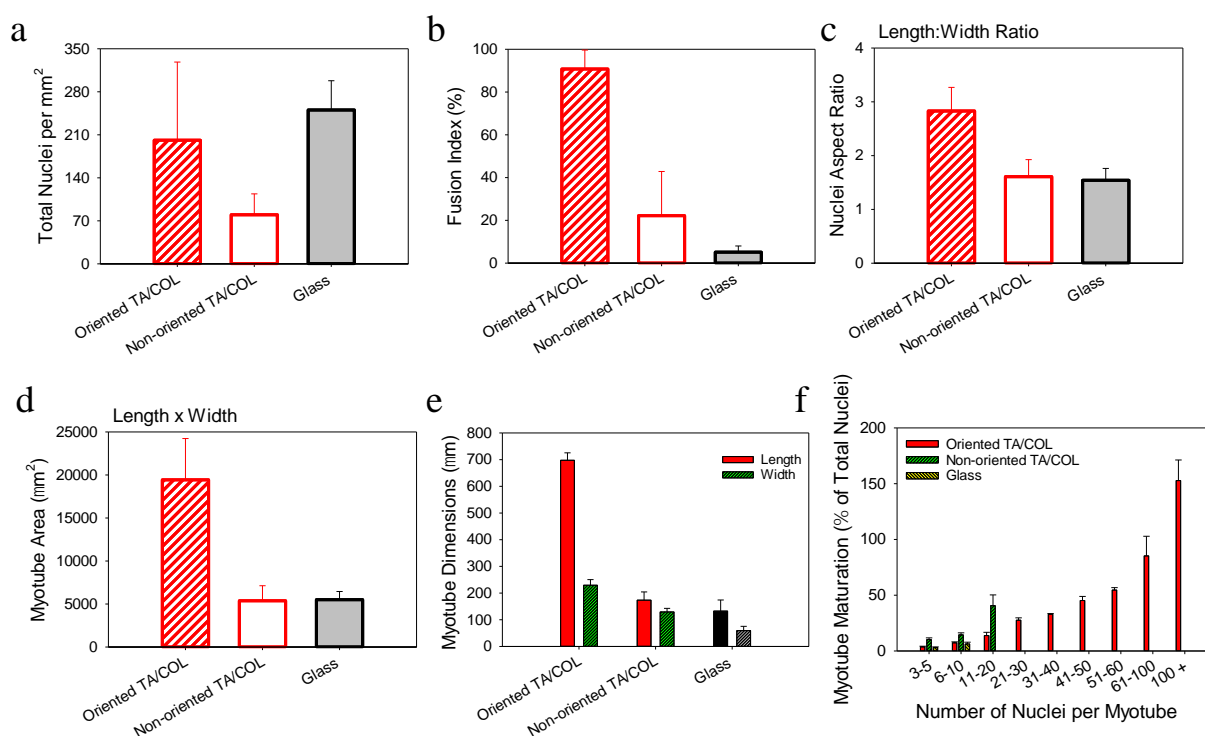 a
Total Nuclei per mm²
350
280
210
140
70
0
Oriented TA/COL
Non-oriented TA/COL
Glass
b
Fusion Index (%)
100
80
60
40
20
0
Oriented TA/COL
Non-oriented TA/COL
Glass
c
Length:Width Ratio
Nuclei Aspect Ratio
4
3
2
1
0
Oriented TA/COL
Non-oriented TA/COL
Glass
d
Length x Width
Myotube Area (mm²)
25000
20000
15000
10000
5000
0
Oriented TA/COL
Non-oriented TA/COL
Glass
e
Myotube Dimensions (mm)
800
700
600
500
400
300
200
100
0
Length
Width
Oriented TA/COL
Non-oriented TA/COL
Glass
f
Myotube Maturation (% of Total Nuclei)
200
150
100
50
0
Oriented TA/COL
Non-oriented TA/COL
Glass
3-5
6-10
11-20
21-30
31-40
41-50
51-60
61-100
100 +
Number of Nuclei per Myotube